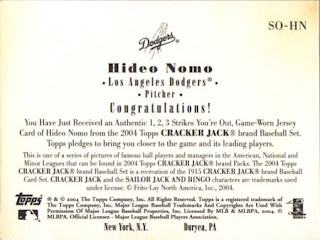 SO-HN
Dodgers
Hideo Nomo
• Los Angeles Dodgers® •
• Pitcher •
Congratulations!
You Have Just Received an Authentic 1, 2, 3 Strikes You're Out, Game-Worn Jersey
Card of Hideo Nomo from the 2004 Topps CRACKER JACK® brand Baseball Set.
Topps pledges to bring you closer to the game and its leading players.
This is one of a series of pictures of famous ball players and managers in the American, National and
Minor Leagues that can be found in 2004 Topps CRACKER JACK® brand Packs. The 2004 Topps
CRACKER JACK® brand Baseball Set is a recreation of the 1915 CRACKER JACK® brand Baseball
Card Set. CRACKER JACK and the SAILOR JACK AND BINGO characters are trademarks used
under license. © Frito-Lay North America, Inc., 2004.
Topps
® & © 2004 The Topps Company, Inc. All Rights Reserved. Topps is a registered trademark of
The Topps Company, Inc. Major League Baseball Trademarks And Copyrights Are Used With
Permission Of Major League Baseball Properties, Inc. Licensed By MLB & MLBPA, 2004. ©
MLBPA. Official Licensee - Major League Baseball Players Association.
New York, N.Y. Duryea, PA